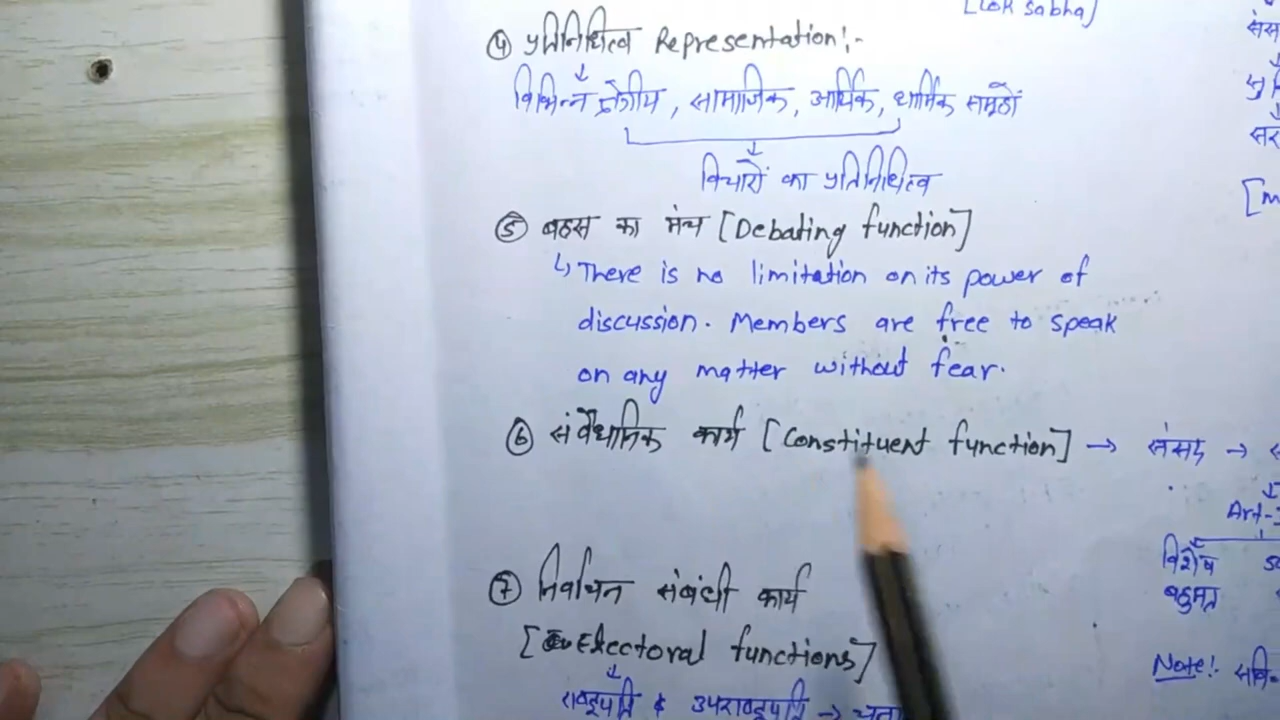 [Lok Sabha]
④ प्रतिनिधित्व Representation:-
↓
विभिन्न क्षेत्रीय, सामाजिक, आर्थिक, धार्मिक समूहों
↓
विचारों का प्रतिनिधित्व
⑤ बहस का मंच [Debating function]
↳ There is no limitation on its power of
discussion. Members are free to speak
on any matter without fear.
⑥ संवैधानिक कार्य [Constituent function] → संसद →
↓
Art-
विशेष
बहुमत
⑦ निर्वाचन संबंधी कार्य
[Electoral functions]
Note:-
↓
राष्ट्रपति & उपराष्ट्रपति →